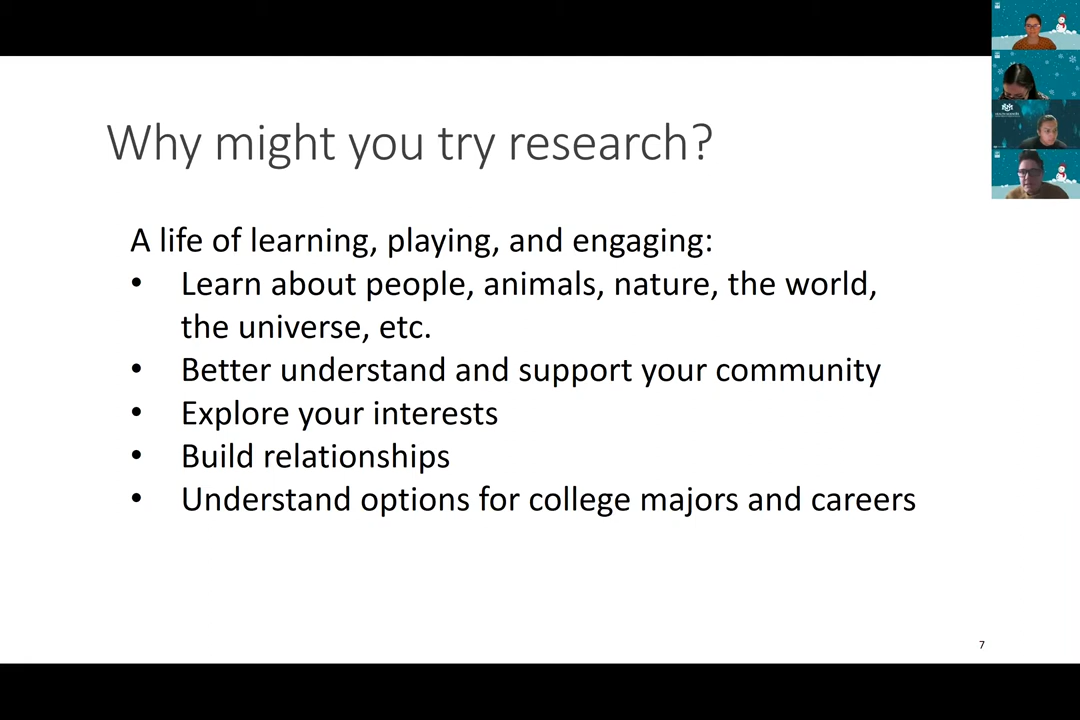 Why might you try research?
A life of learning, playing, and engaging:
• Learn about people, animals, nature, the world,
the universe, etc.
• Better understand and support your community
• Explore your interests
• Build relationships
• Understand options for college majors and careers
7